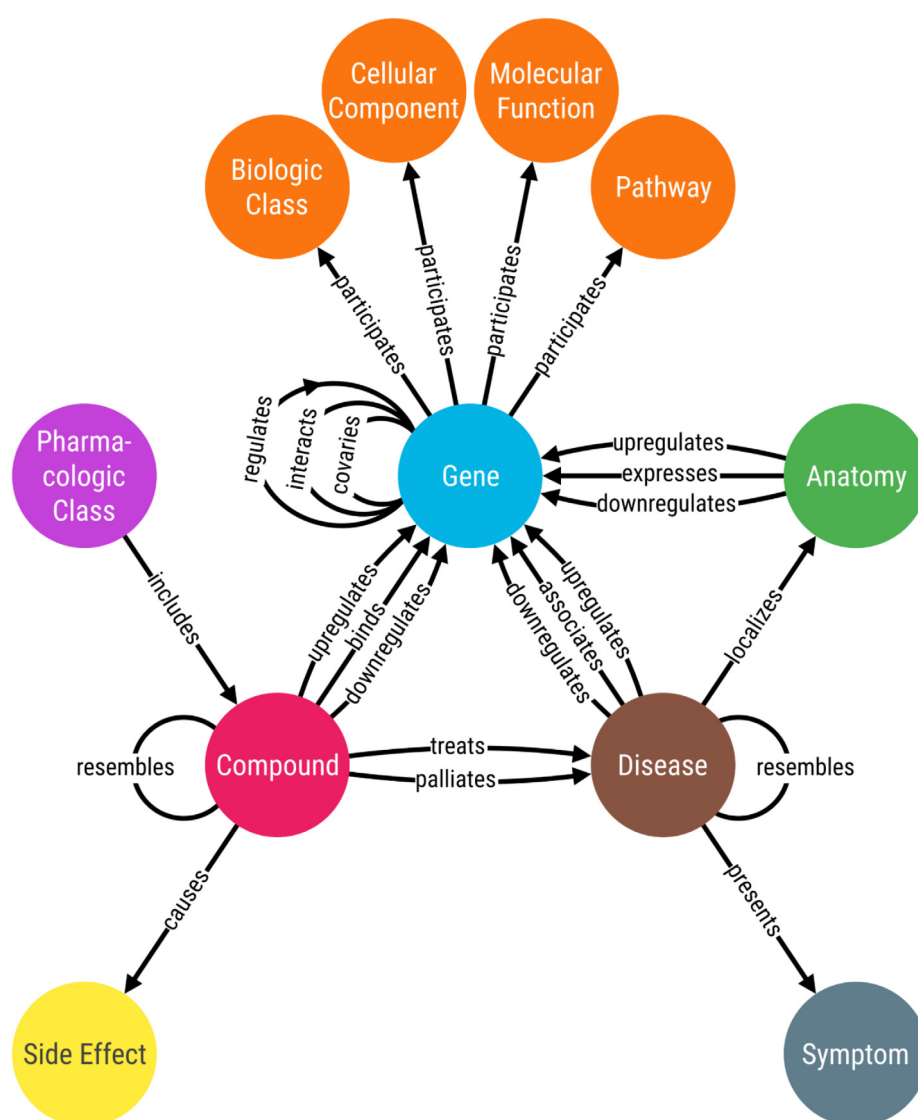 Cellular
Component
Molecular
Function
Biologic
Class
Pathway
participates
participates
participates
participates
Pharma-
cologic
Class
regulates
interacts
covaries
Gene
upregulates
expresses
downregulates
Anatomy
includes
upregulates
binds
downregulates
downregulates
associates
upregulates
localizes
resembles
Compound
treats
palliates
Disease
resembles
causes
presents
Side Effect
Symptom